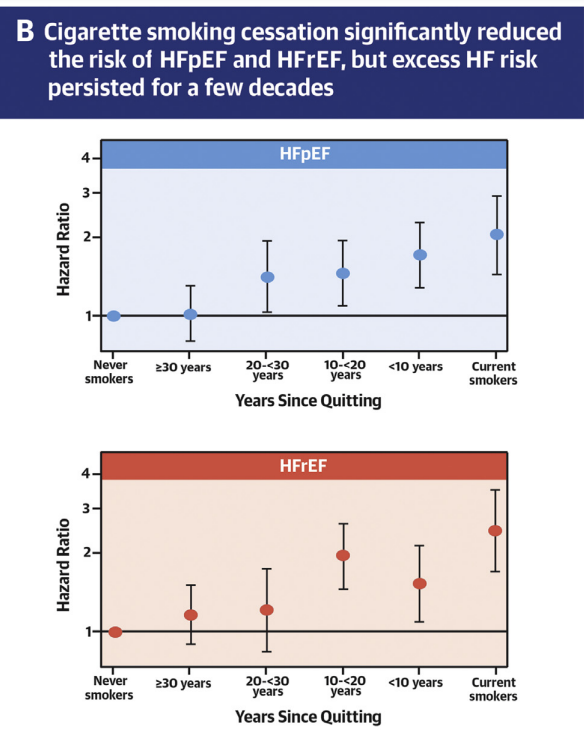 B Cigarette smoking cessation significantly reduced
the risk of HFpEF and HFrEF, but excess HF risk
persisted for a few decades
HFpEF
4
3
2
1
Hazard Ratio
Never
smokers
≥30 years
20-<30
years
10-<20
years
<10 years
Current
smokers
Years Since Quitting
HFrEF
4
3
2
1
Hazard Ratio
Never
smokers
≥30 years
20-<30
years
10-<20
years
<10 years
Current
smokers
Years Since Quitting